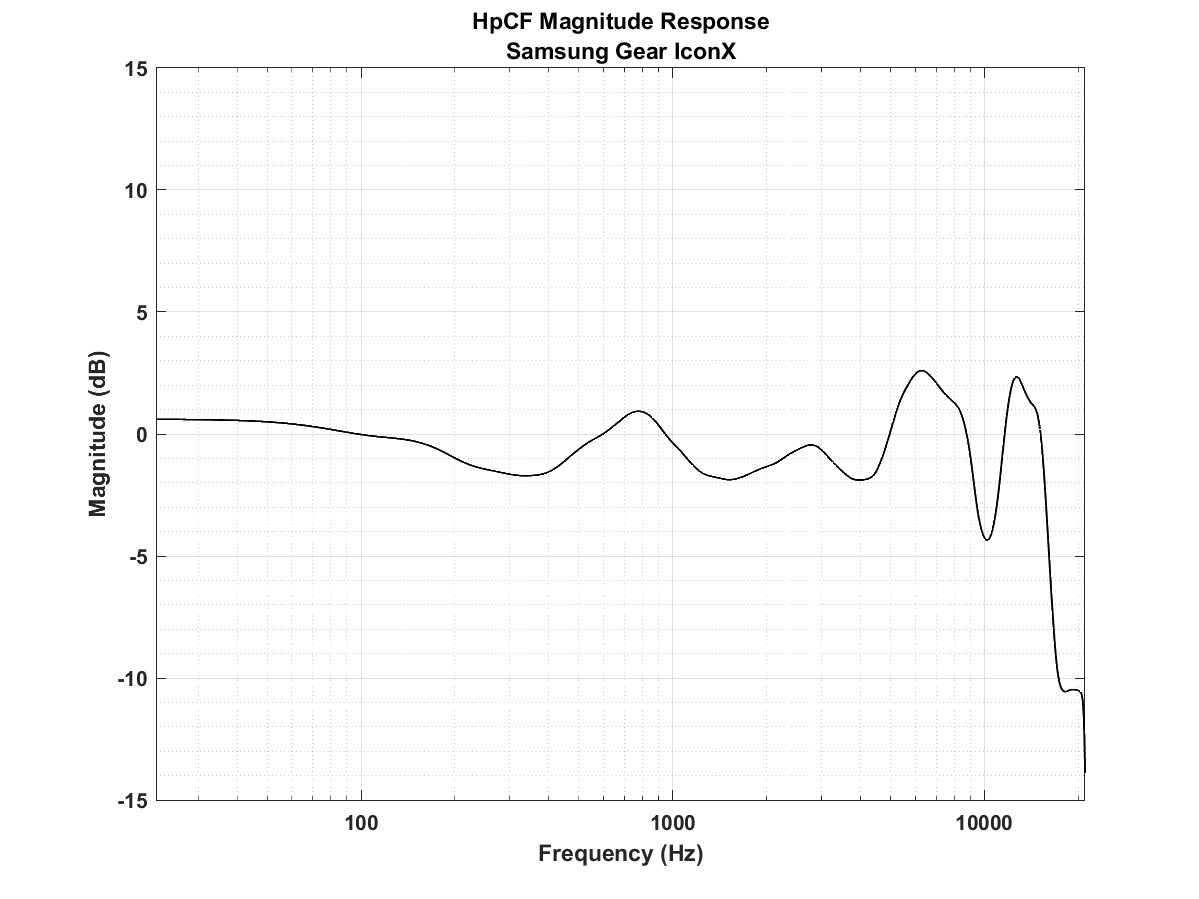 HpCF Magnitude Response
Samsung Gear IconX
15
10
5
0
-5
-10
-15
Magnitude (dB)
100
1000
10000
Frequency (Hz)